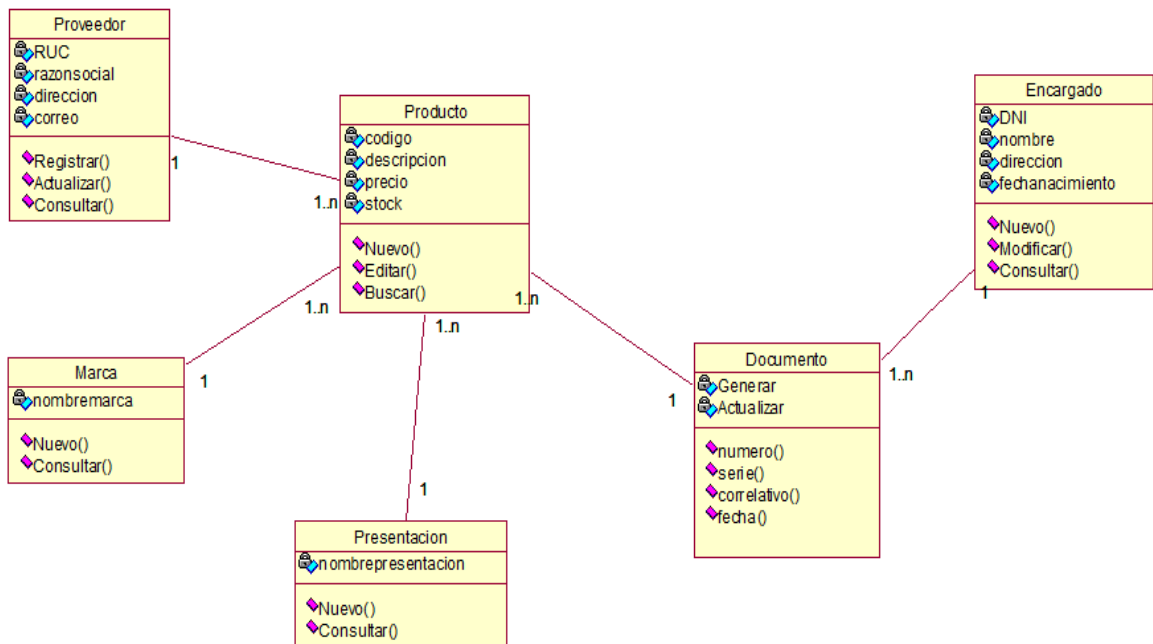 Proveedor
RUC
razonsocial
direccion
correo
Registrar()
Actualizar()
Consultar()
1
1..n
Producto
codigo
descripcion
precio
stock
Nuevo()
Editar()
Buscar()
1..n
1..n
1..n
Encargado
DNI
nombre
direccion
fechanacimiento
Nuevo()
Modificar()
Consultar()
1
1..n
Marca
nombremarca
Nuevo()
Consultar()
1
Documento
Generar
Actualizar
numero()
serie()
correlativo()
fecha()
1
1
Presentacion
nombrepresentacion
Nuevo()
Consultar()